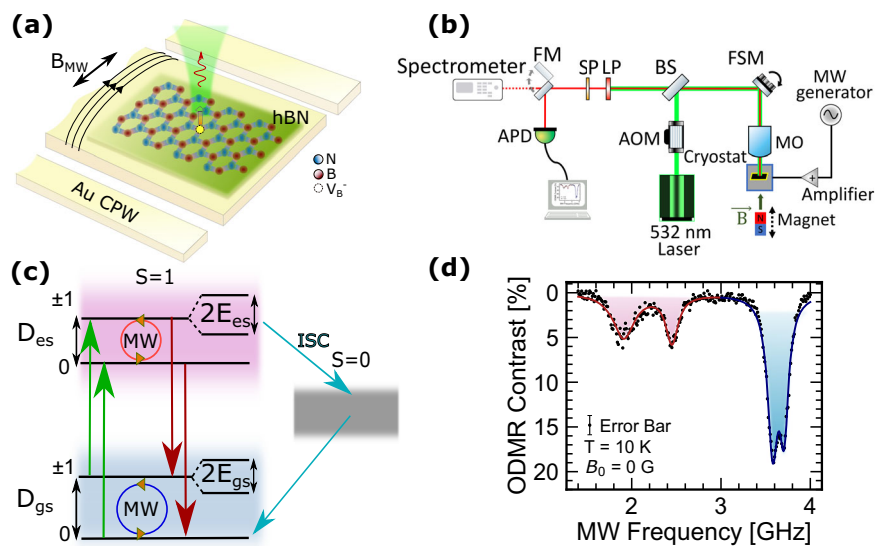 (a)
B_MW
hBN
N
B
V_B^-
Au CPW
(b)
FM
Spectrometer
SP LP
BS
FSM
MW
generator
APD
AOM
Cryostat
MO
Amplifier
B
N
S
Magnet
532 nm
Laser
(c)
S=1
±1
D_es
0
MW
2E_es
ISC
S=0
±1
D_gs
0
MW
2E_gs
(d)
ODMR Contrast [%]
0
5
10
15
20
Error Bar
T = 10 K
B_0 = 0 G
2
3
4
MW Frequency [GHz]